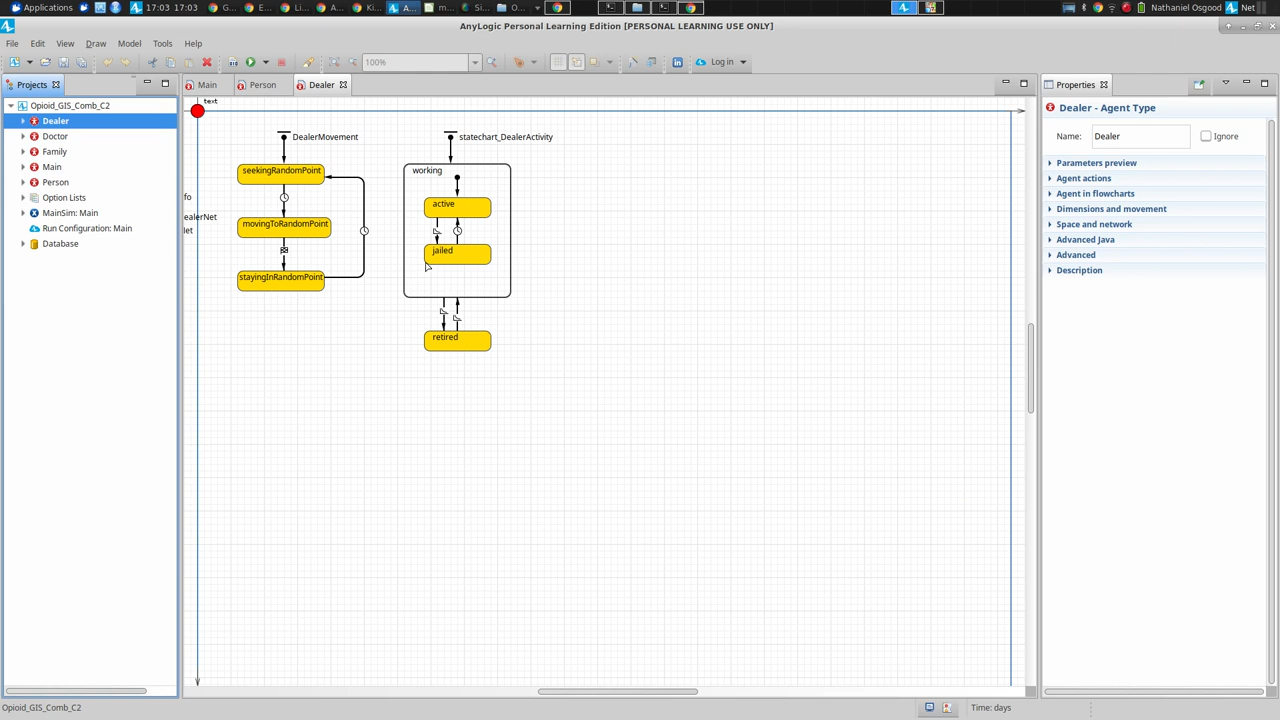 Applications
17:03 17:03
G...
E...
Li...
A...
Ki...
A...
m...
Si...
O...
Nathaniel Osgood
Net
AnyLogic Personal Learning Edition [PERSONAL LEARNING USE ONLY]
File Edit View Draw Model Tools Help
100%
Log in
Projects
Main
Person
Dealer
Properties
Opioid_GIS_Comb_C2
Dealer
Doctor
Family
Main
Person
Option Lists
MainSim: Main
Run Configuration: Main
Database
text
DealerMovement
statechart_DealerActivity
seekingRandomPoint
working
fo
active
ealerNet
movingToRandomPoint
let
jailed
stayingInRandomPoint
retired
Dealer - Agent Type
Name: Dealer Ignore
Parameters preview
Agent actions
Agent in flowcharts
Dimensions and movement
Space and network
Advanced Java
Advanced
Description
Opioid_GIS_Comb_C2
Time: days